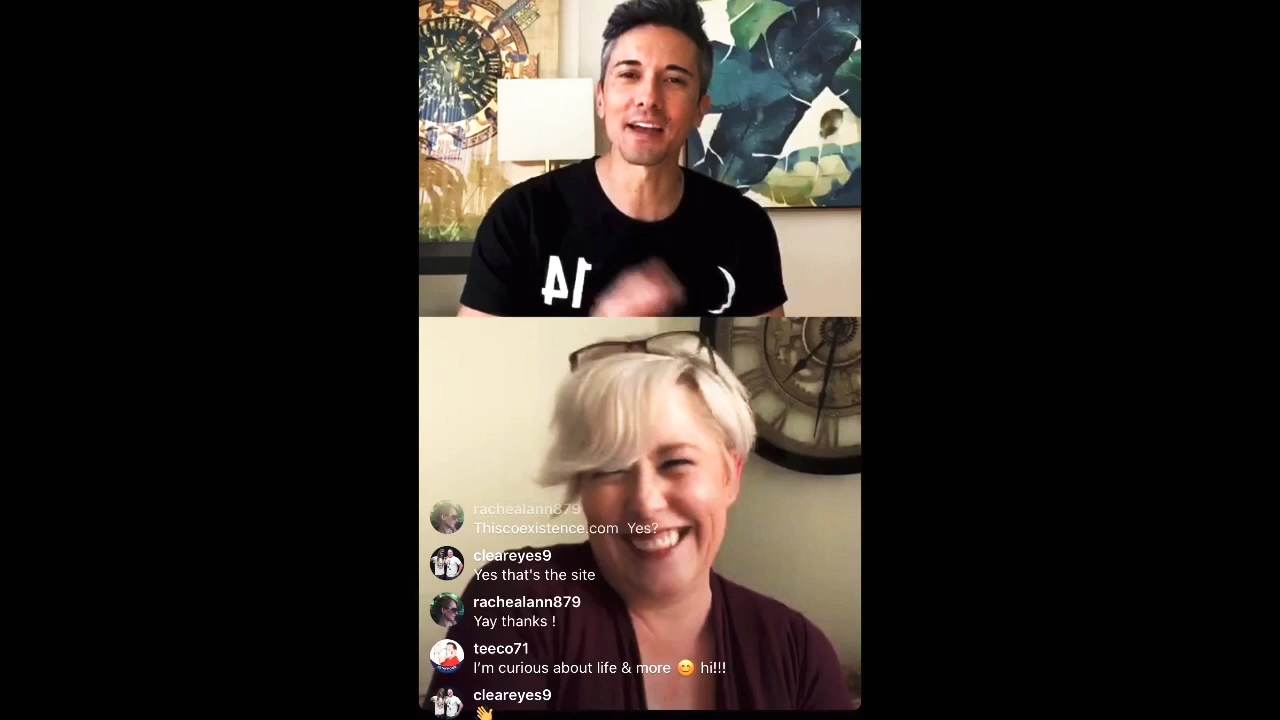 14
rachealann879
Thiscoexistence.com Yes?
cleareyes9
Yes that's the site
rachealann879
Yay thanks !
teeco71
I'm curious about life & more 😊 hi!!!
cleareyes9
👋